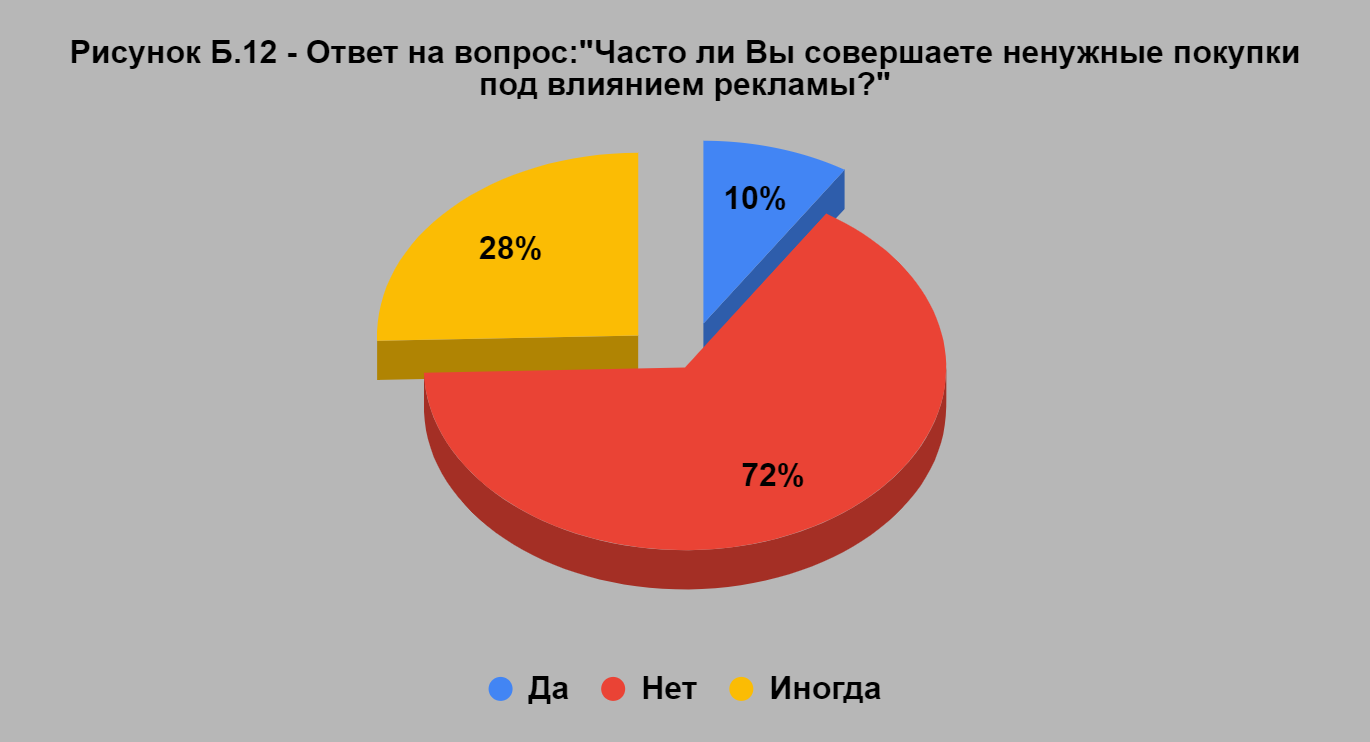 Рисунок Б.12 - Ответ на вопрос:"Часто ли Вы совершаете ненужные покупки
под влиянием рекламы?"
10%
28%
72%
Да Нет Иногда